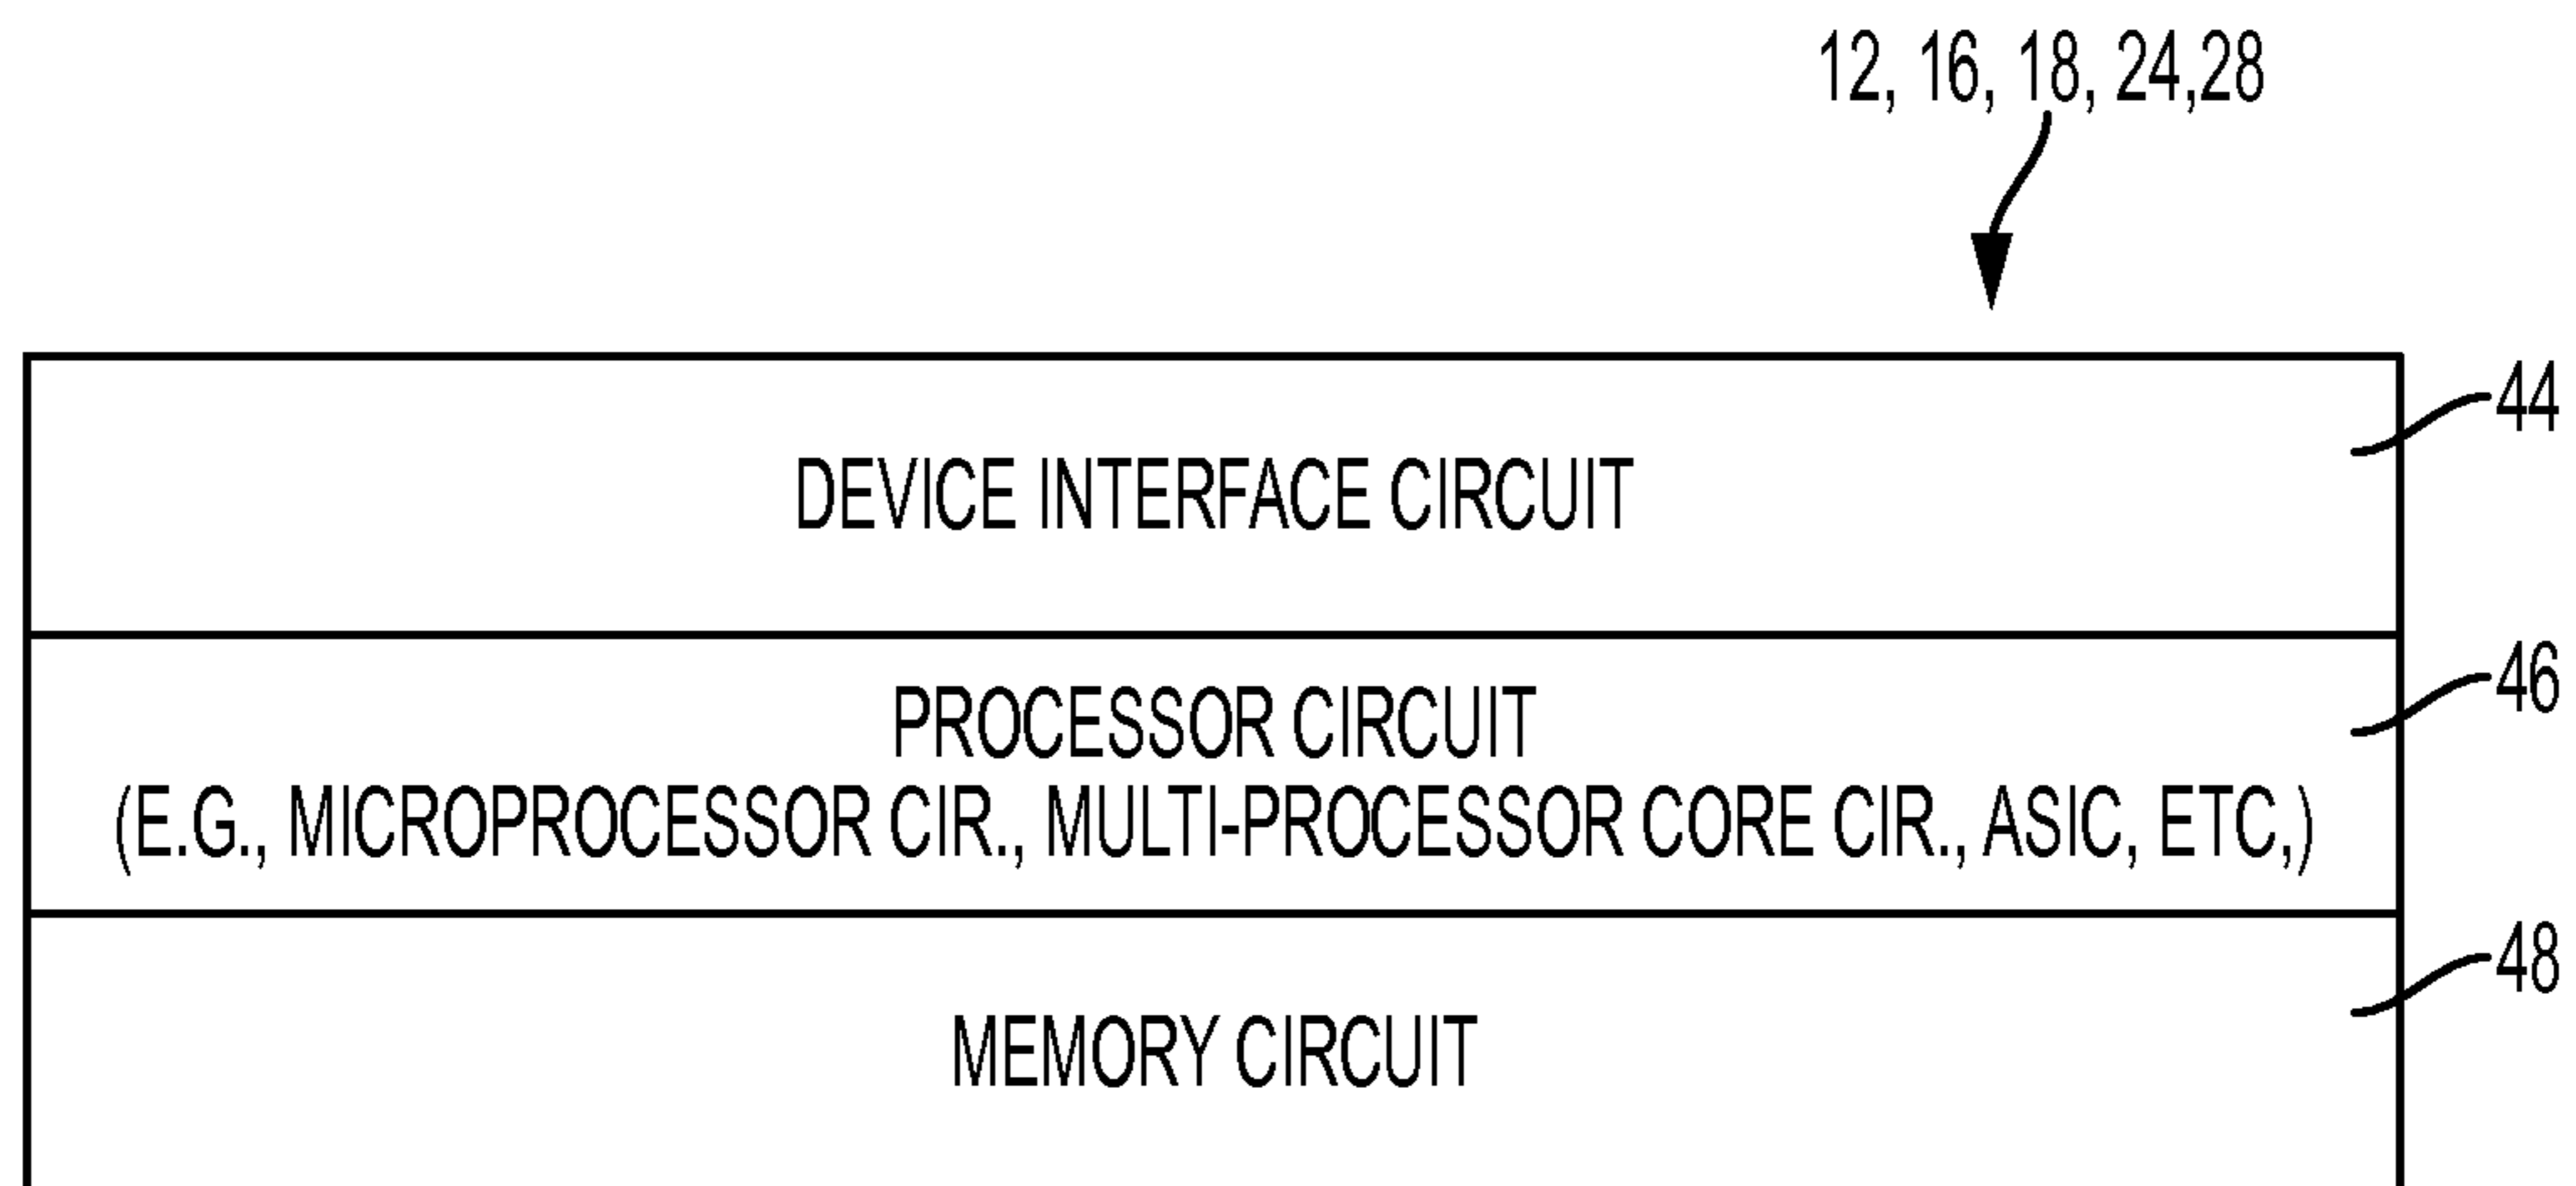 12, 16, 18, 24,28
44
DEVICE INTERFACE CIRCUIT
46
PROCESSOR CIRCUIT
(E.G., MICROPROCESSOR CIR., MULTI-PROCESSOR CORE CIR., ASIC, ETC,)
48
MEMORY CIRCUIT